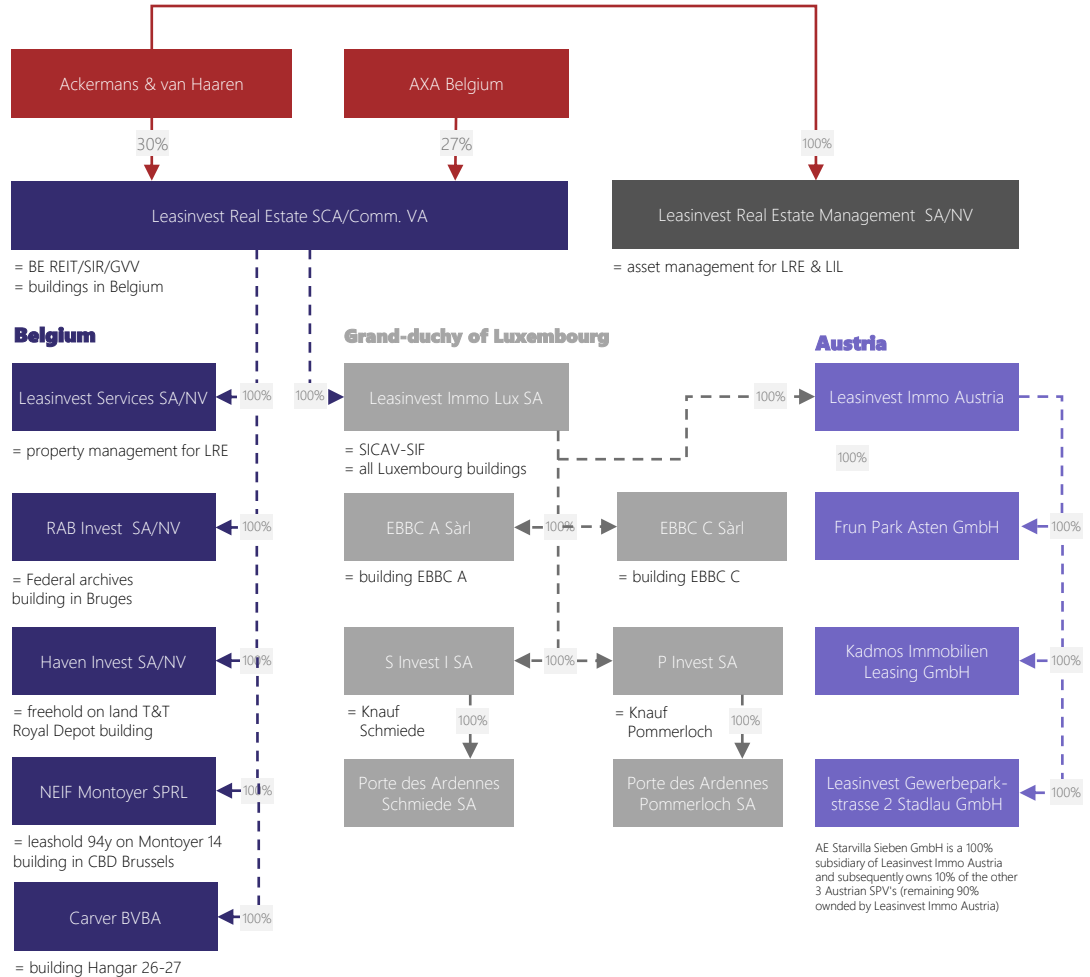 Ackermans & van Haaren
AXA Belgium
30%
27%
100%
Leasinvest Real Estate SCA/Comm. VA
Leasinvest Real Estate Management SA/NV
= BE REIT/SIR/GVV
= buildings in Belgium
= asset management for LRE & LIL
Belgium
Grand-duchy of Luxembourg
Austria
Leasinvest Services SA/NV
100%
100%
Leasinvest Immo Lux SA
100%
Leasinvest Immo Austria
= property management for LRE
= SICAV-SIF
= all Luxembourg buildings
100%
RAB Invest SA/NV
100%
EBBC A Sàrl
100%
EBBC C Sàrl
Frun Park Asten GmbH
100%
= Federal archives
building in Bruges
= building EBBC A
= building EBBC C
Haven Invest SA/NV
100%
S Invest I SA
100%
P Invest SA
Kadmos Immobilien
Leasing GmbH
100%
= freehold on land T&T
Royal Depot building
= Knauf
Schmiede
100%
= Knauf
Pommerloch
100%
NEIF Montoyer SPRL
100%
Porte des Ardennes
Schmiede SA
Porte des Ardennes
Pommerloch SA
Leasinvest Gewerbepark-
strasse 2 Stadlau GmbH
100%
= leashold 94y on Montoyer 14
building in CBD Brussels
AE Starvilla Sieben GmbH is a 100%
subsidiary of Leasinvest Immo Austria
and subsequently owns 10% of the other
3 Austrian SPV's (remaining 90%
ownded by Leasinvest Immo Austria)
Carver BVBA
100%
= building Hangar 26-27